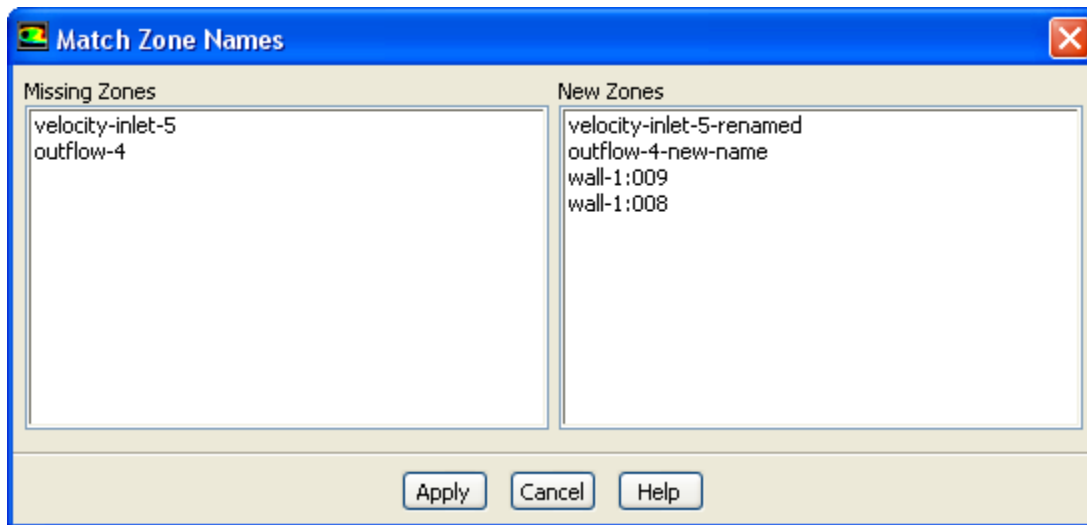 Match Zone Names
Missing Zones
velocity-inlet-5
outflow-4
New Zones
velocity-inlet-5-renamed
outflow-4-new-name
wall-1:009
wall-1:008
Apply Cancel Help